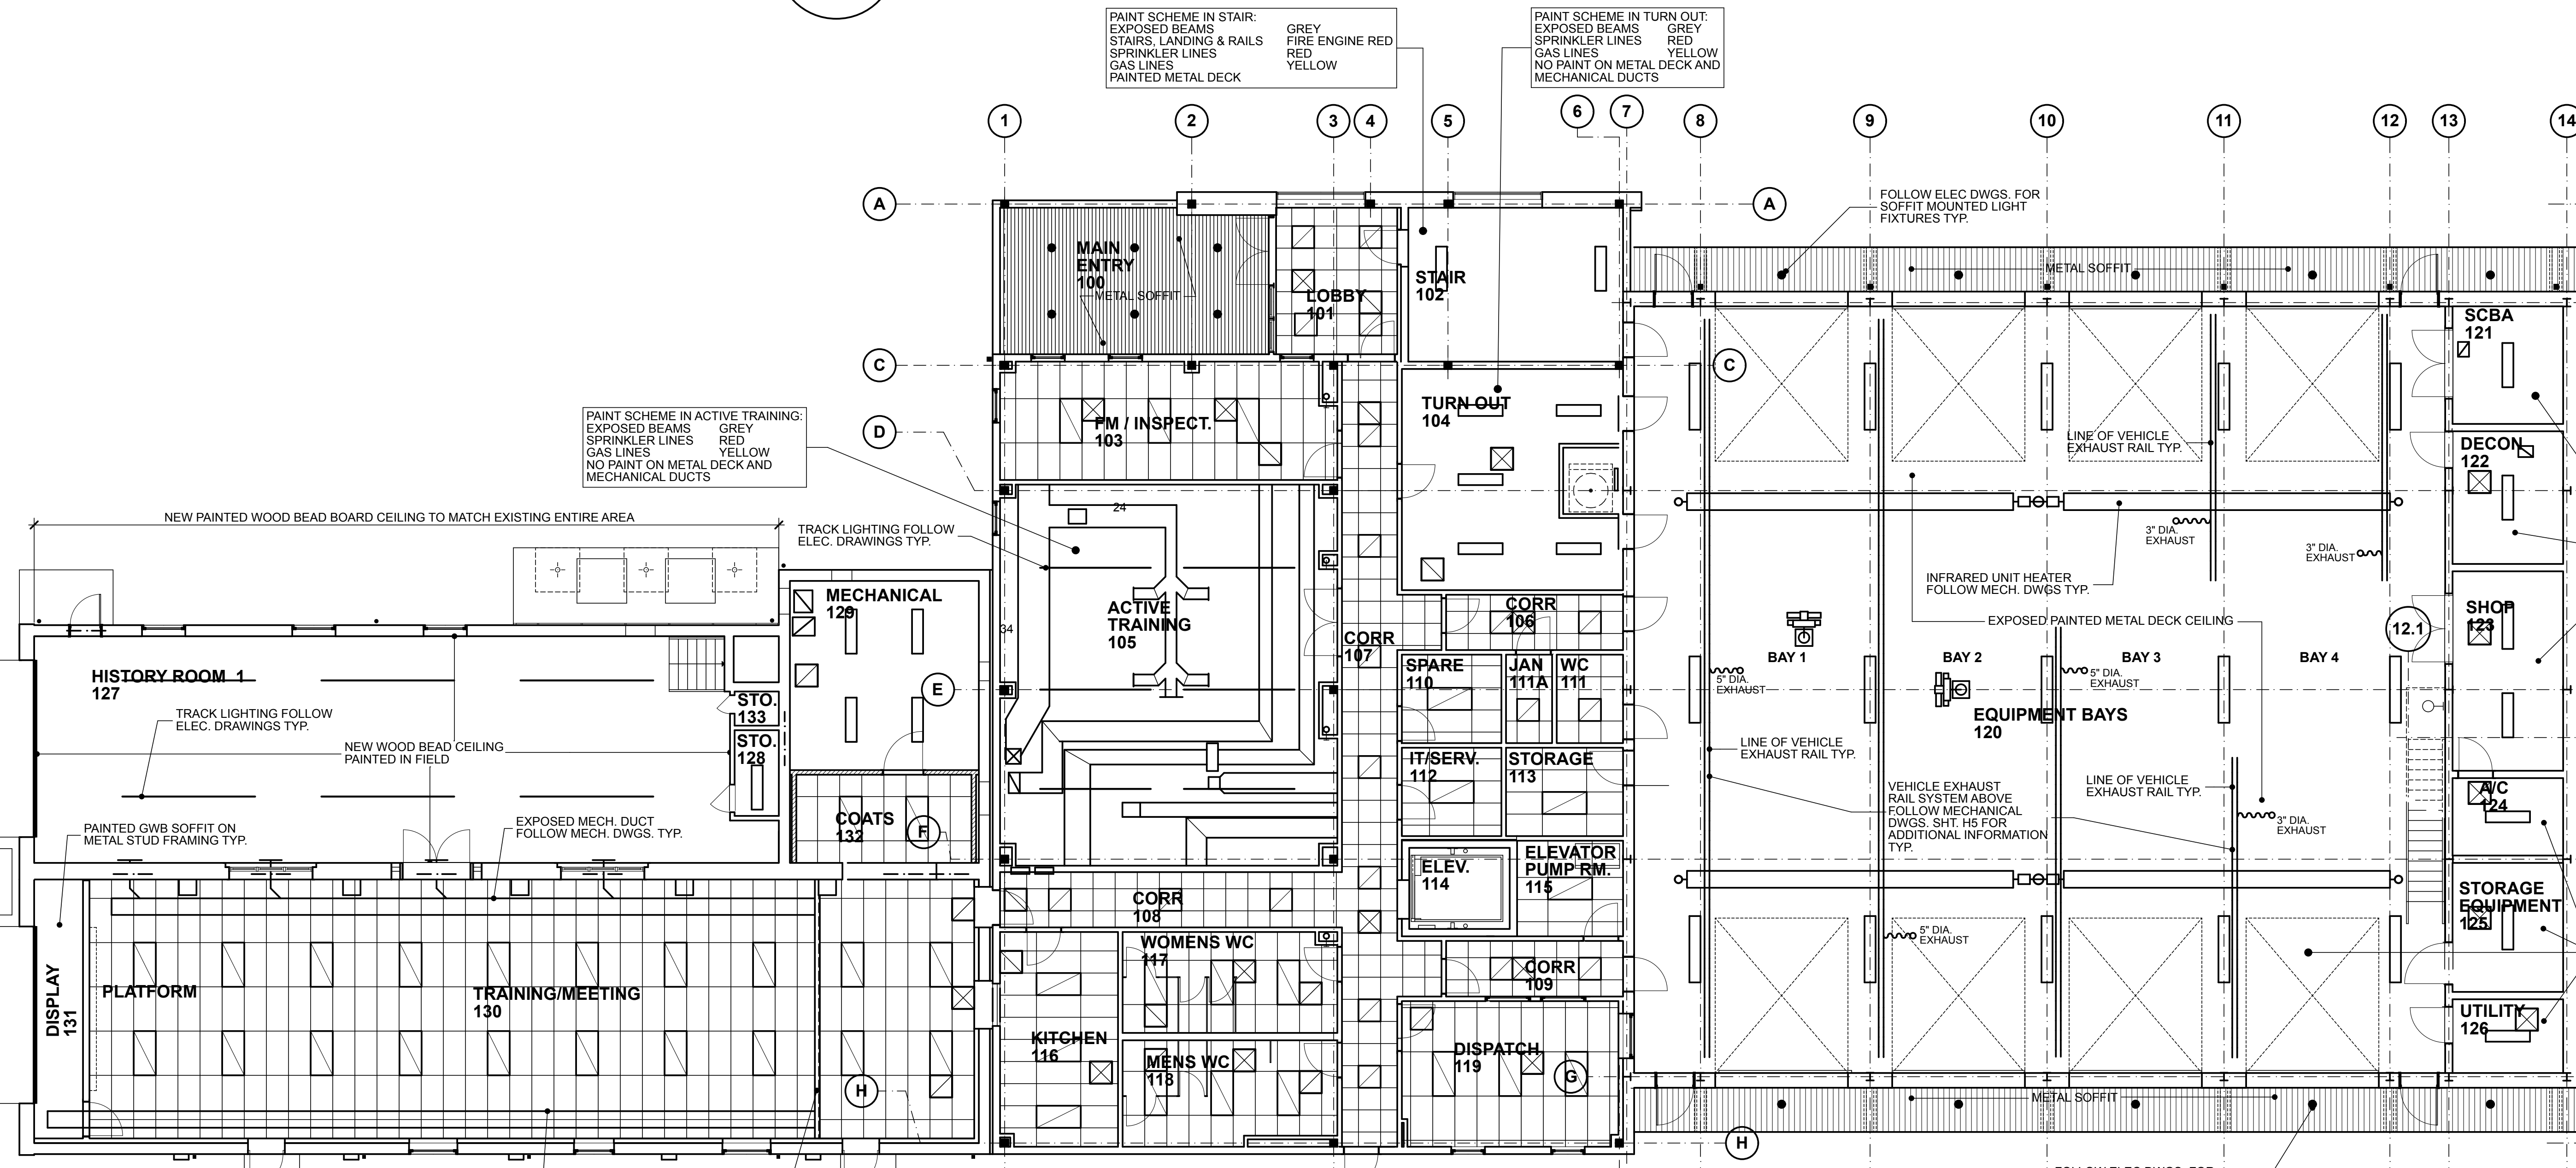 PAINT SCHEME IN STAIR:
EXPOSED BEAMS GREY
STAIRS, LANDING & RAILS FIRE ENGINE RED
SPRINKLER LINES RED
GAS LINES YELLOW
PAINTED METAL DECK
PAINT SCHEME IN TURN OUT:
EXPOSED BEAMS GREY
SPRINKLER LINES RED
GAS LINES YELLOW
NO PAINT ON METAL DECK AND
MECHANICAL DUCTS
1
2
3
4
5
6
7
8
9
10
11
12
13
14
A
A
FOLLOW ELEC DWGS. FOR
SOFFIT MOUNTED LIGHT
FIXTURES TYP.
MAIN
ENTRY
100
METAL SOFFIT
LOBBY
101
STAIR
102
METAL SOFFIT
SCBA
121
C
C
D
PAINT SCHEME IN ACTIVE TRAINING:
EXPOSED BEAMS GREY
SPRINKLER LINES RED
GAS LINES YELLOW
NO PAINT ON METAL DECK AND
MECHANICAL DUCTS
FM / INSPECT.
103
TURN OUT
104
LINE OF VEHICLE
EXHAUST RAIL TYP.
DECON
122
NEW PAINTED WOOD BEAD BOARD CEILING TO MATCH EXISTING ENTIRE AREA
TRACK LIGHTING FOLLOW
ELEC. DRAWINGS TYP.
24
34
3" DIA.
EXHAUST
3" DIA.
EXHAUST
INFRARED UNIT HEATER
FOLLOW MECH. DWGS TYP.
MECHANICAL
129
ACTIVE
TRAINING
105
CORR
106
CORR
107
EXPOSED PAINTED METAL DECK CEILING
12.1
SHOP
123
BAY 1
BAY 2
BAY 3
BAY 4
HISTORY ROOM 1
127
STO.
133
STO.
128
E
SPARE
110
JAN
111A
WC
111
5" DIA.
EXHAUST
5" DIA.
EXHAUST
EQUIPMENT BAYS
120
TRACK LIGHTING FOLLOW
ELEC. DRAWINGS TYP.
NEW WOOD BEAD CEILING
PAINTED IN FIELD
IT/SERV.
112
STORAGE
113
LINE OF VEHICLE
EXHAUST RAIL TYP.
VEHICLE EXHAUST
RAIL SYSTEM ABOVE
FOLLOW MECHANICAL
DWGS. SHT. H5 FOR
ADDITIONAL INFORMATION
TYP.
LINE OF VEHICLE
EXHAUST RAIL TYP.
3" DIA.
EXHAUST
A/C
124
PAINTED GWB SOFFIT ON
METAL STUD FRAMING TYP.
EXPOSED MECH. DUCT
FOLLOW MECH. DWGS. TYP.
COATS
132
F
ELEV.
114
ELEVATOR
PUMP RM.
115
STORAGE
EQUIPMENT
125
CORR
108
5" DIA.
EXHAUST
WOMENS WC
117
CORR
109
DISPLAY
131
PLATFORM
TRAINING/MEETING
130
KITCHEN
116
MENS WC
118
DISPATCH
119
G
UTILITY
126
H
METAL SOFFIT
H